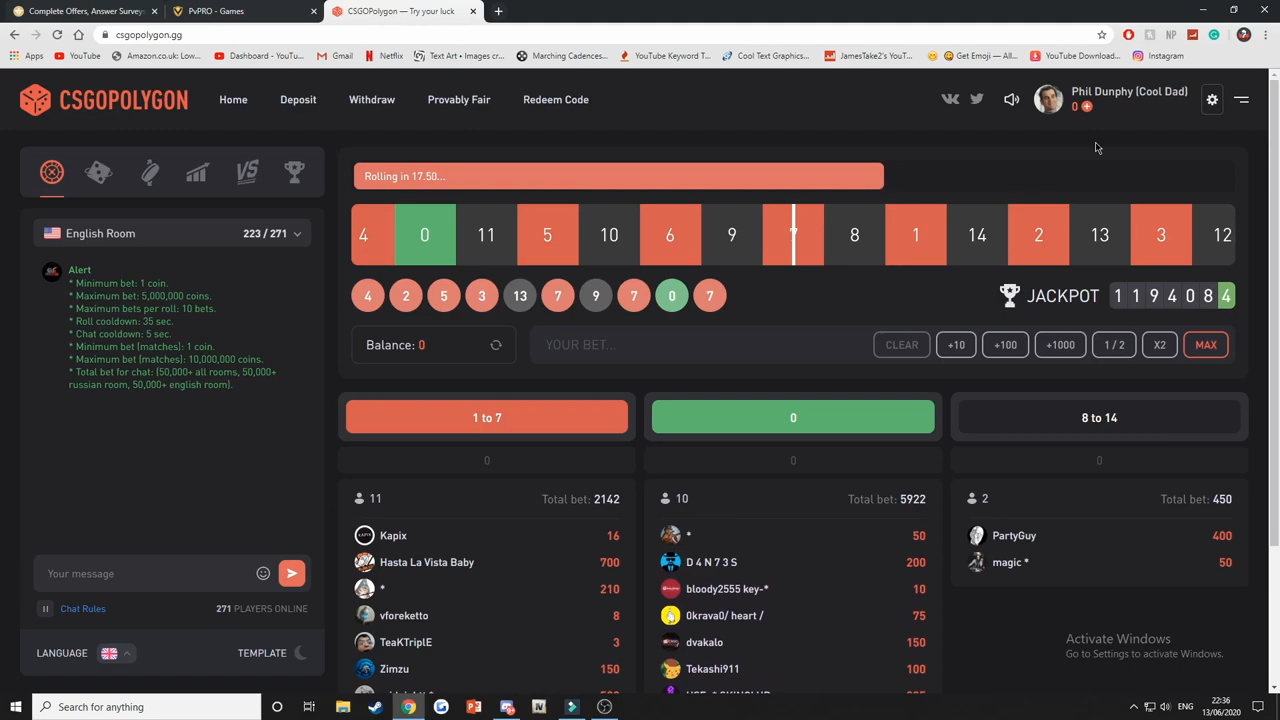 Complete Offers, Answer Survey
PvPRO - Games
CSGOPolygon — Try your luck
csgopolygon.gg
Apps
YouTube
Amazon.co.uk: Low...
Dashboard - YouTu...
Gmail
Netflix
Text Art • Images cr...
Marching Cadences...
YouTube Keyword T...
Cool Text Graphics...
JamesTake2's YouT...
Get Emoji — All...
YouTube Download...
Instagram
CSGOPOLYGON
Home
Deposit
Withdraw
Provably Fair
Redeem Code
Phil Dunphy (Cool Dad)
0
VS
Rolling in 17.50...
4 0 11 5 10 6 9 7 8 1 14 2 13 3 12
English Room 223 / 271
Alert
* Minimum bet: 1 coin.
* Maximum bet: 5,000,000 coins.
* Maximum bets per roll: 10 bets.
* Roll cooldown: 35 sec.
* Chat cooldown: 5 sec.
* Minimum bet (matches): 1 coin.
* Maximum bet (matches): 10,000,000 coins.
* Total bet for chat: (50,000+ all rooms, 50,000+
russian room, 50,000+ english room).
4 2 5 3 13 7 9 7 0 7
JACKPOT 1194084
Balance: 0
YOUR BET...
CLEAR
+10
+100
+1000
1 / 2
X2
MAX
1 to 7
0
8 to 14
0
0
0
11 Total bet: 2142
Kapix 16
Hasta La Vista Baby 700
* 210
vforeketto 8
TeaKTriplE 3
Zimzu 150
10 Total bet: 5922
* 50
D 4 N 7 3 S 200
bloody2555 key-* 10
0krava0/ heart / 75
dvakalo 150
Tekashi911 100
2 Total bet: 450
PartyGuy 400
magic * 50
Your message
Chat Rules
271 PLAYERS ONLINE
LANGUAGE
TEMPLATE
Activate Windows
Go to Settings to activate Windows.
Search for anything
ENG
22:36
13/06/2020